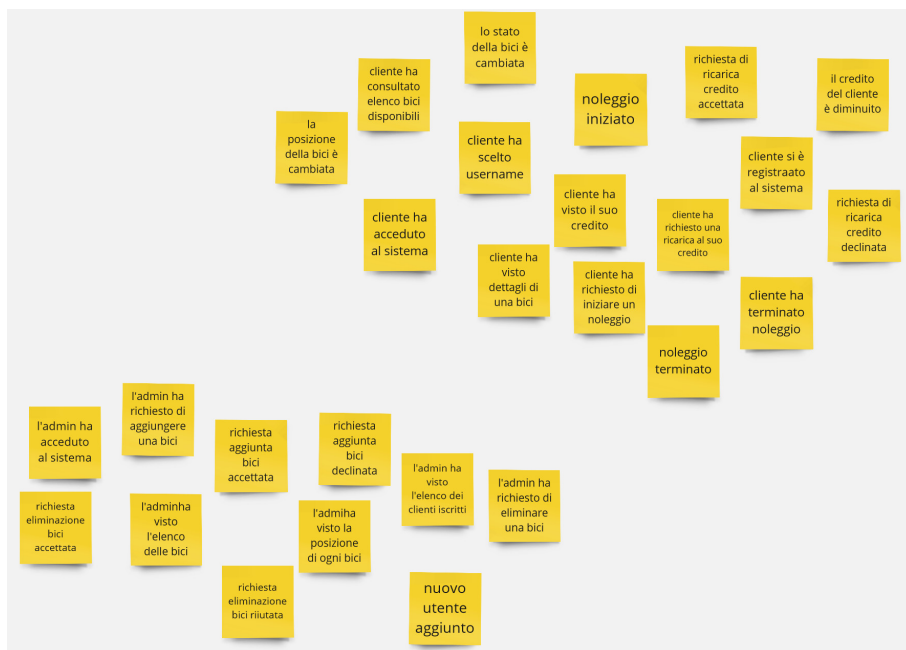 lo stato
della bici è
cambiata
cliente ha
consultato
elenco bici
disponibili
richiesta di
ricarica
credito
accettata
il credito
del cliente
è diminuito
noleggio
iniziato
la
posizione
della bici è
cambiata
cliente ha
scelto
username
cliente si è
registraato
al sistema
cliente ha
visto il suo
credito
richiesta di
ricarica
credito
declinata
cliente ha
acceduto
al sistema
cliente ha
richiesto una
ricarica al suo
credito
cliente ha
visto
dettagli di
una bici
cliente ha
richiesto di
iniziare un
noleggio
cliente ha
terminato
noleggio
noleggio
terminato
l'admin ha
acceduto
al sistema
l'admin ha
richiesto di
aggiungere
una bici
richiesta
aggiunta
bici
accettata
richiesta
aggiunta
bici
declinata
l'admin ha
visto
l'elenco dei
clienti iscritti
l'admin ha
richiesto di
eliminare
una bici
richiesta
eliminazione
bici
accettata
l'adminha
visto
l'elenco
delle bici
l'admiha
visto la
posizione
di ogni bici
richiesta
eliminazione
bici riiutata
nuovo
utente
aggiunto